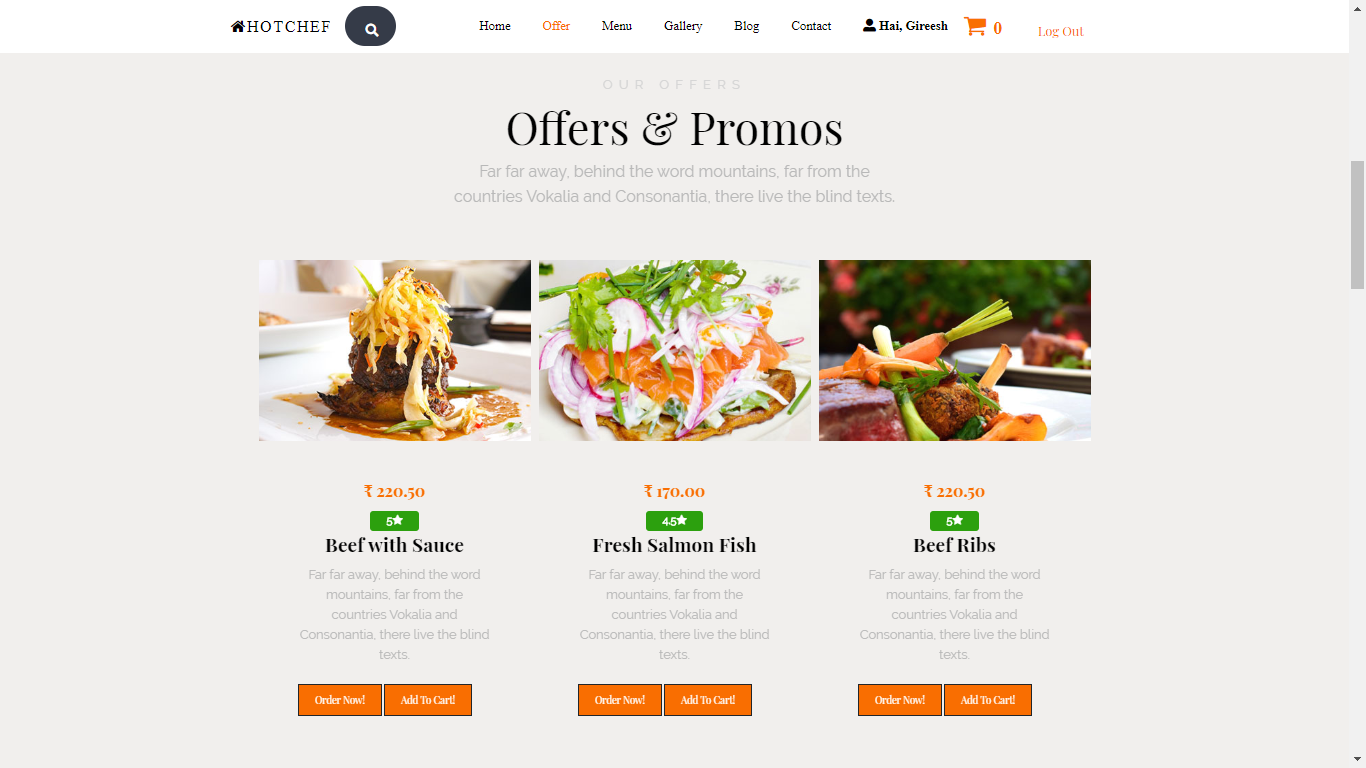 HOTCHEF
Home Offer Menu Gallery Blog Contact Hai, Gireesh 0 Log Out
OUR OFFERS
Offers & Promos
Far far away, behind the word mountains, far from the
countries Vokalia and Consonantia, there live the blind texts.
₹ 220.50
5
Beef with Sauce
Far far away, behind the word
mountains, far from the
countries Vokalia and
Consonantia, there live the blind
texts.
Order Now! Add To Cart!
₹ 170.00
4.5
Fresh Salmon Fish
Far far away, behind the word
mountains, far from the
countries Vokalia and
Consonantia, there live the blind
texts.
Order Now! Add To Cart!
₹ 220.50
5
Beef Ribs
Far far away, behind the word
mountains, far from the
countries Vokalia and
Consonantia, there live the blind
texts.
Order Now! Add To Cart!